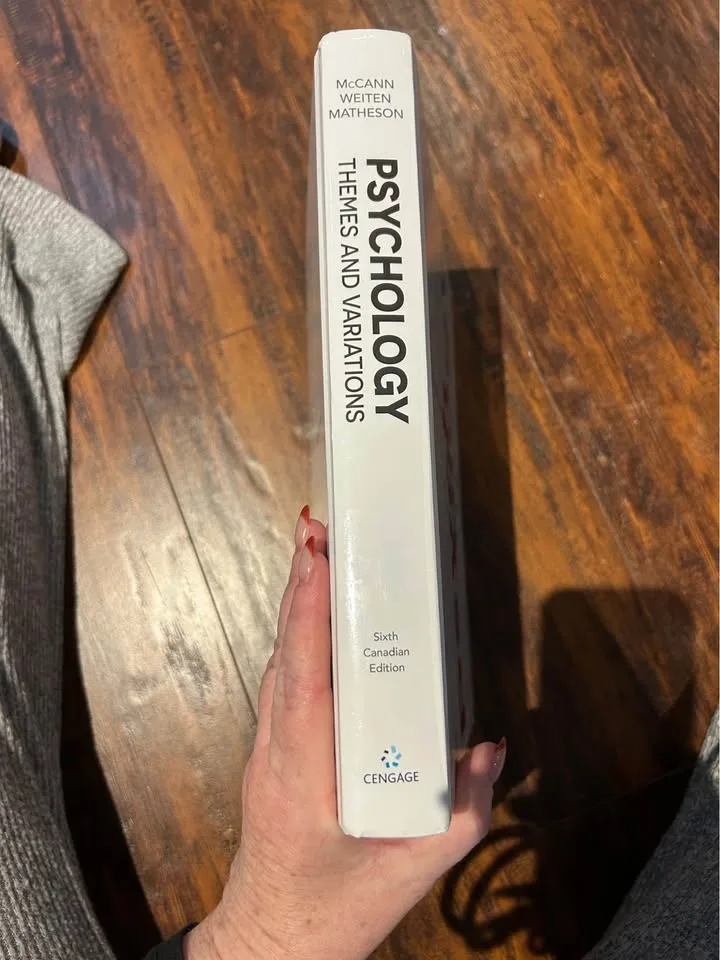 McCANN
WEITEN
MATHESON
PSYCHOLOGY
THEMES AND VARIATIONS
Sixth
Canadian
Edition
CENGAGE